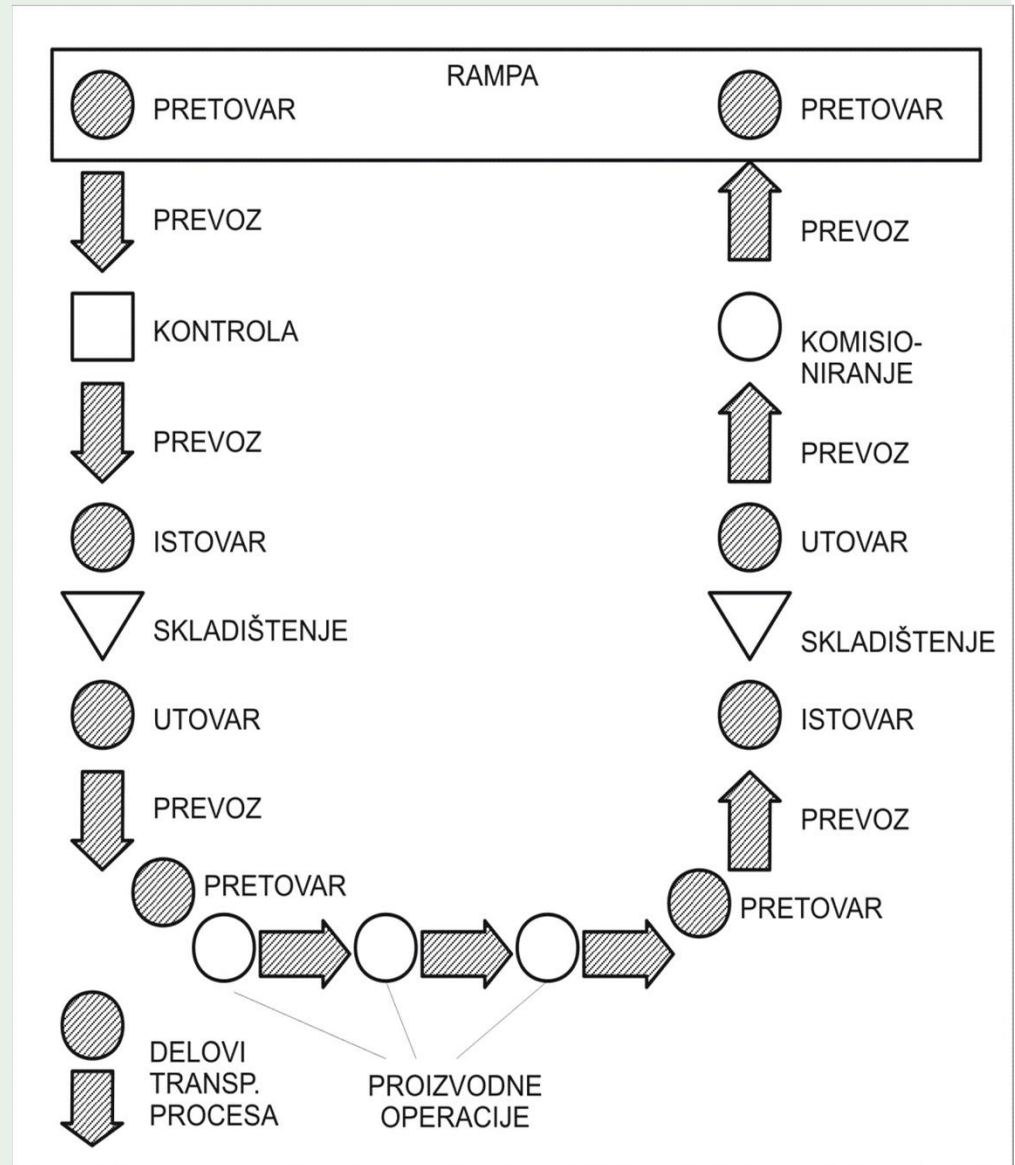 RAMPA
PRETOVAR
PRETOVAR
PREVOZ
PREVOZ
KONTROLA
KOMISIO-
NIRANJE
PREVOZ
PREVOZ
ISTOVAR
UTOVAR
SKLADIŠTENJE
SKLADIŠTENJE
UTOVAR
ISTOVAR
PREVOZ
PREVOZ
PRETOVAR
PRETOVAR
DELOVI
TRANSP.
PROCESA
PROIZVODNE
OPERACIJE